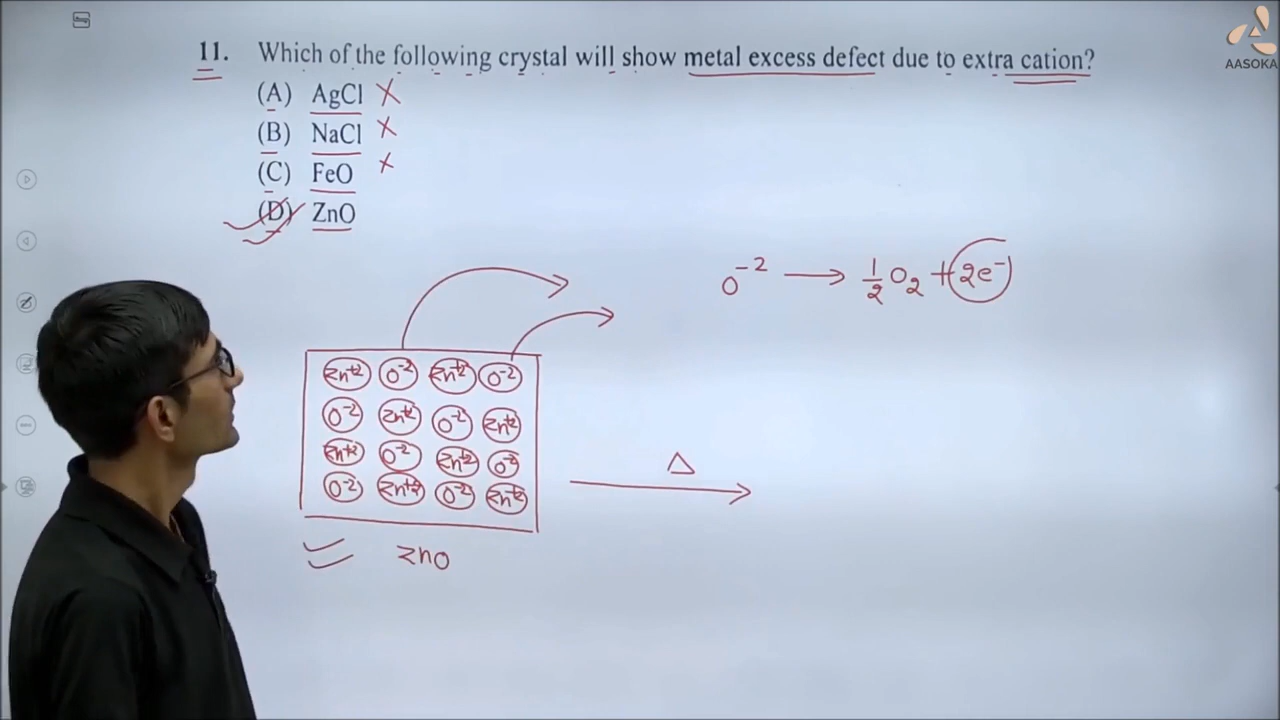 AASOKA
11. Which of the following crystal will show metal excess defect due to extra cation?
(A) AgCl ×
(B) NaCl ×
(C) FeO ×
(D) ZnO
O⁻² → 1/2 O₂ + 2e⁻
Zn⁺² O⁻² Zn⁺² O⁻²
O⁻² Zn⁺² O⁻² Zn⁺²
Zn⁺² O⁻² Zn⁺² O⁻²
O⁻² Zn⁺² O⁻² Zn⁺²
Δ
ZnO